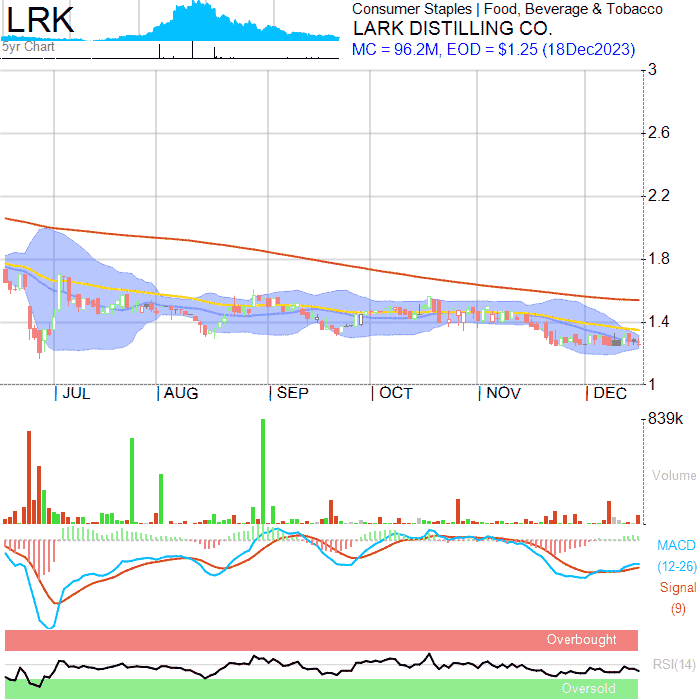 LRK
5yr Chart
Consumer Staples | Food, Beverage & Tobacco
LARK DISTILLING CO.
MC = 96.2M, EOD = $1.25 (18Dec2023)
3
2.6
2.2
1.8
1.4
1
JUL
AUG
SEP
OCT
NOV
DEC
839k
Volume
MACD
(12-26)
Signal
(9)
Overbought
RSI(14)
Oversold